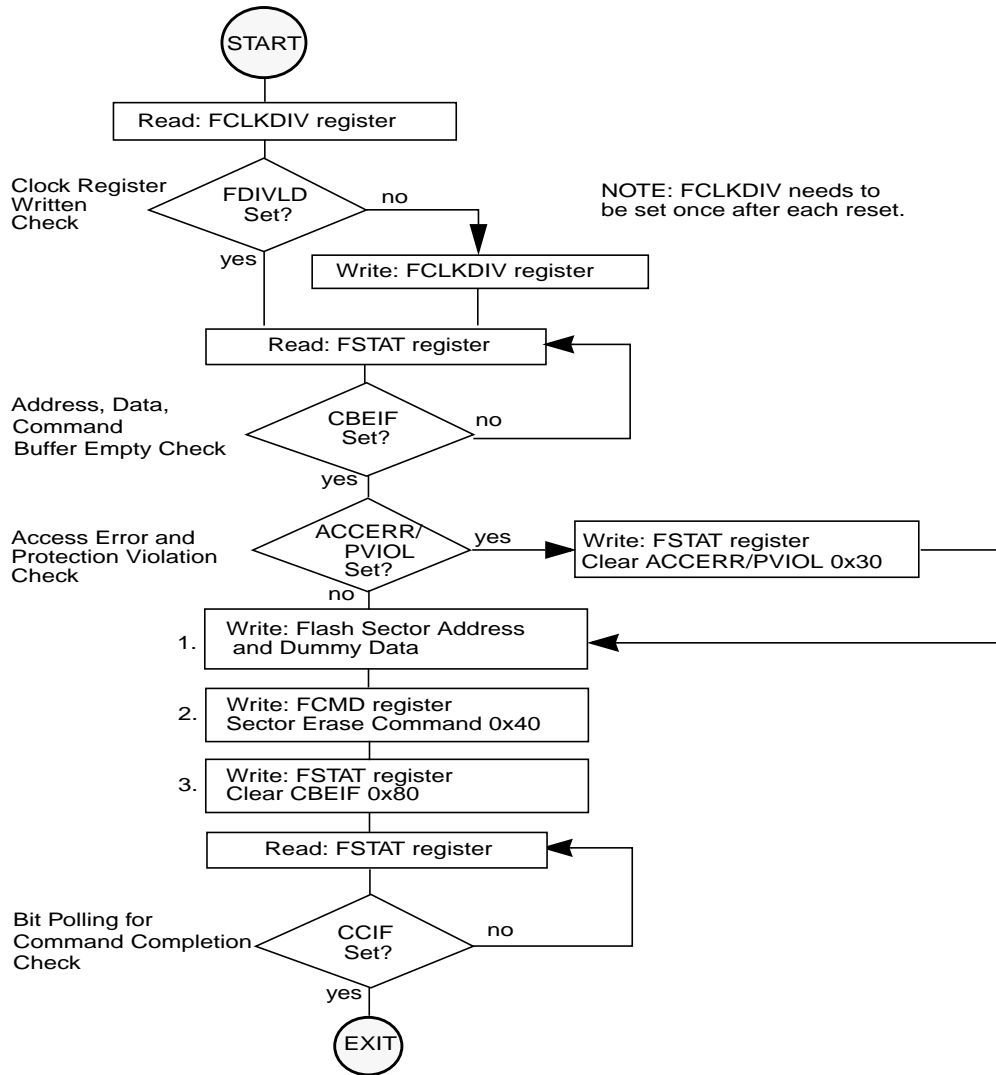 START
Read: FCLKDIV register
Clock Register
Written
Check
FDIVLD
Set?
no
yes
NOTE: FCLKDIV needs to
be set once after each reset.
Write: FCLKDIV register
Read: FSTAT register
Address, Data,
Command
Buffer Empty Check
CBEIF
Set?
no
yes
Access Error and
Protection Violation
Check
ACCERR/
PVIOL
Set?
yes
no
Write: FSTAT register
Clear ACCERR/PVIOL 0x30
1.
Write: Flash Sector Address
and Dummy Data
2.
Write: FCMD register
Sector Erase Command 0x40
3.
Write: FSTAT register
Clear CBEIF 0x80
Read: FSTAT register
Bit Polling for
Command Completion
Check
CCIF
Set?
no
yes
EXIT